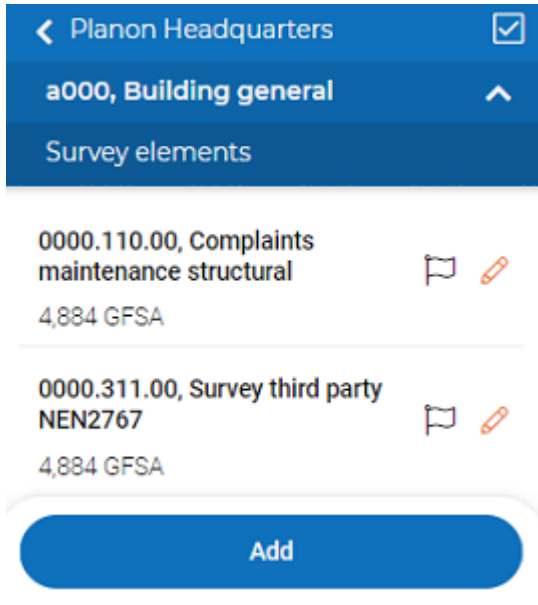 Planon Headquarters
a000, Building general
Survey elements
0000.110.00, Complaints
maintenance structural
4,884 GFSA
0000.311.00, Survey third party
NEN2767
4,884 GFSA
Add